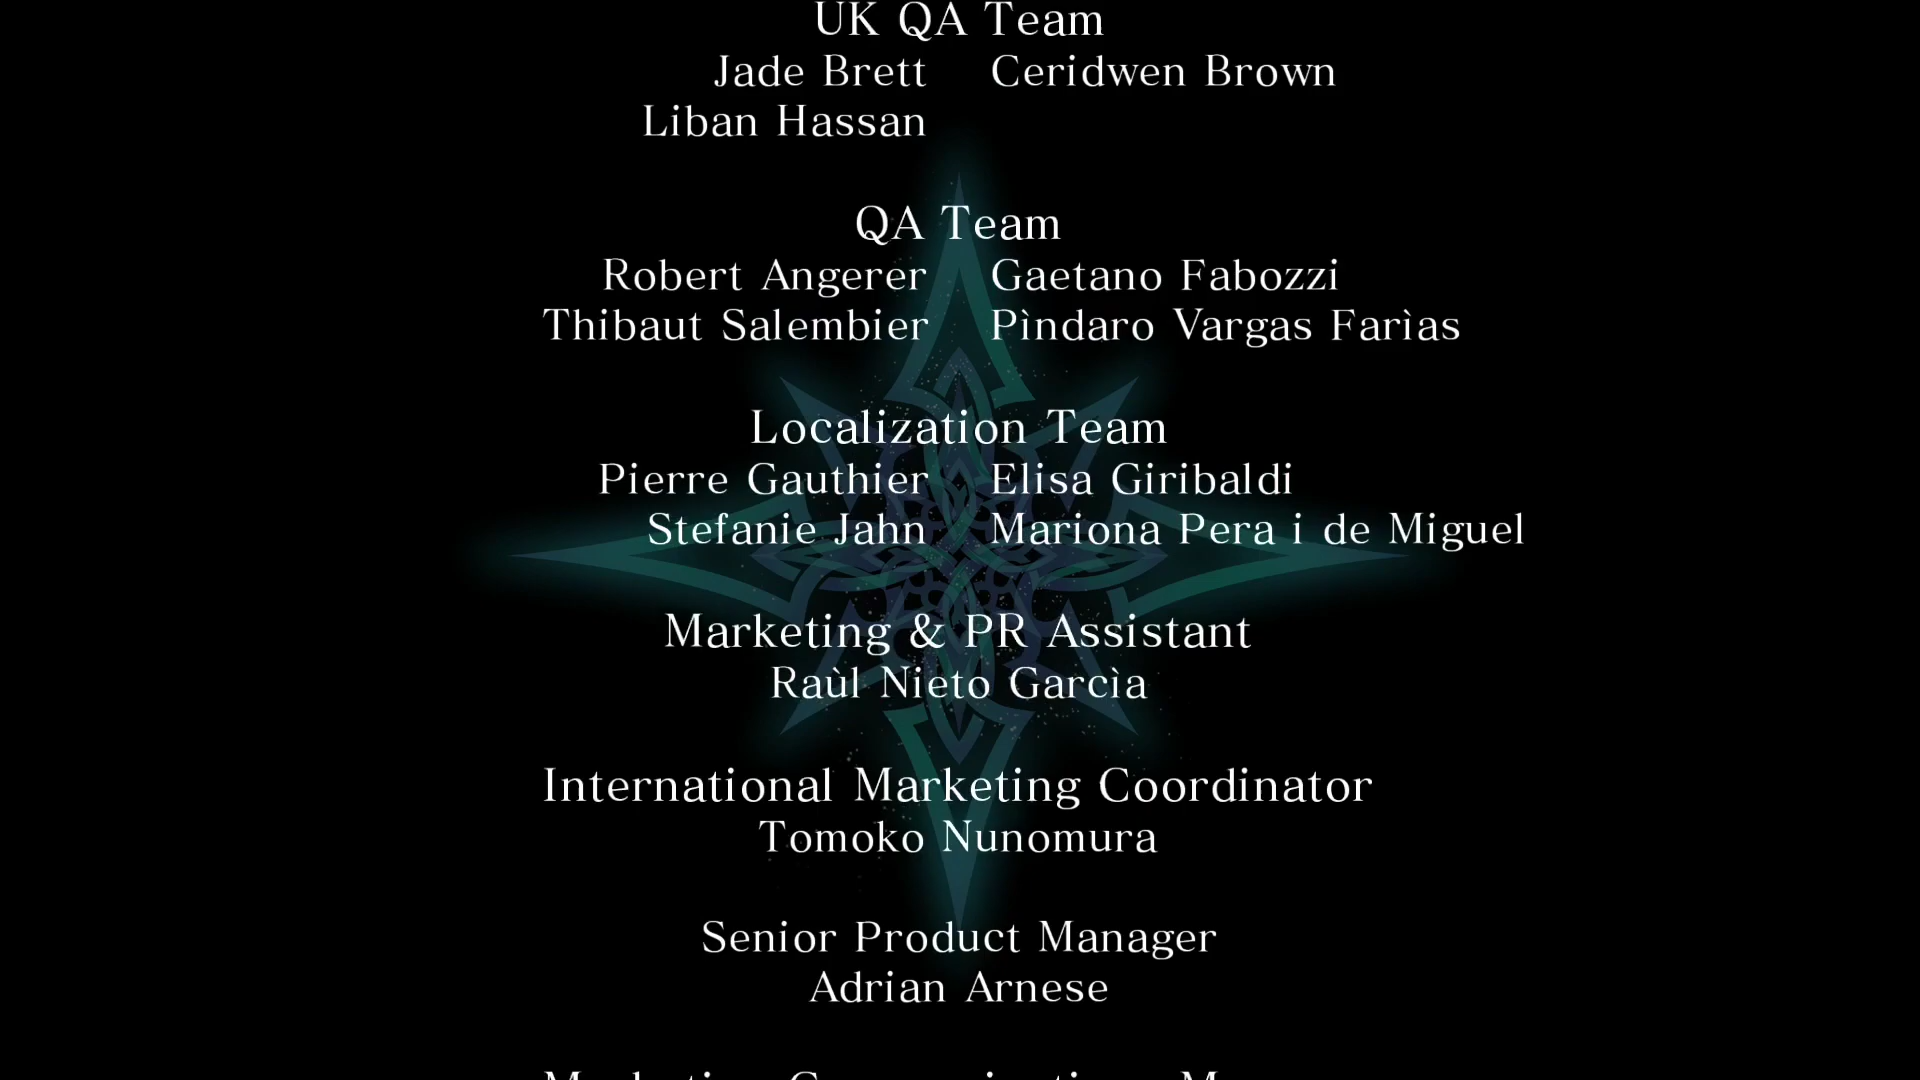 UK QA Team
Jade Brett Ceridwen Brown
Liban Hassan
QA Team
Robert Angerer Gaetano Fabozzi
Thibaut Salembier Pìndaro Vargas Farìas
Localization Team
Pierre Gauthier Elisa Giribaldi
Stefanie Jahn Mariona Pera i de Miguel
Marketing & PR Assistant
Raùl Nieto Garcìa
International Marketing Coordinator
Tomoko Nunomura
Senior Product Manager
Adrian Arnese